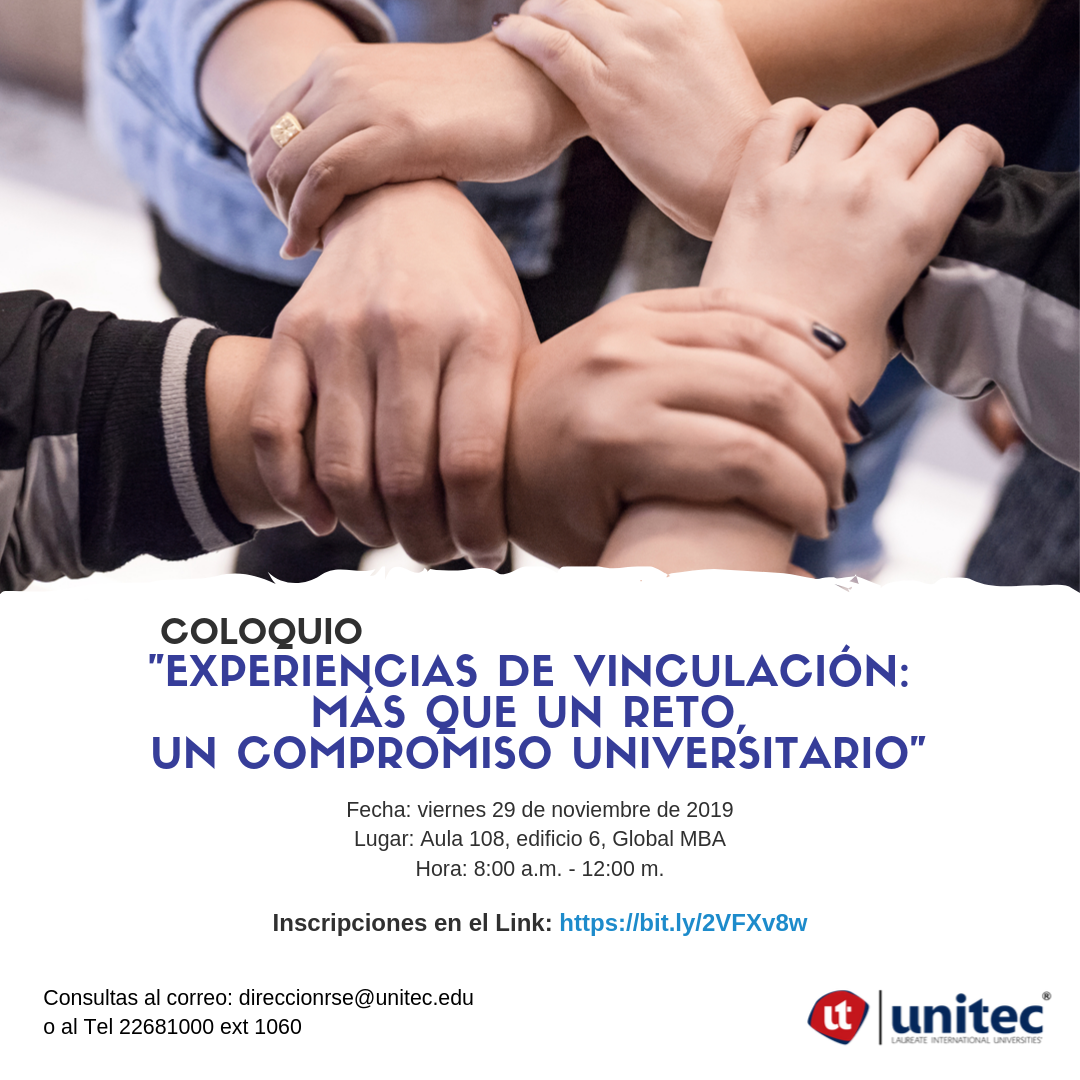 COLOQUIO
"EXPERIENCIAS DE VINCULACIÓN:
MÁS QUE UN RETO,
UN COMPROMISO UNIVERSITARIO"
Fecha: viernes 29 de noviembre de 2019
Lugar: Aula 108, edificio 6, Global MBA
Hora: 8:00 a.m. - 12:00 m.
Inscripciones en el Link: https://bit.ly/2VFXv8w
Consultas al correo: direccionrse@unitec.edu
o al Tel 22681000 ext 1060
ut unitec®
LAUREATE INTERNATIONAL UNIVERSITIES